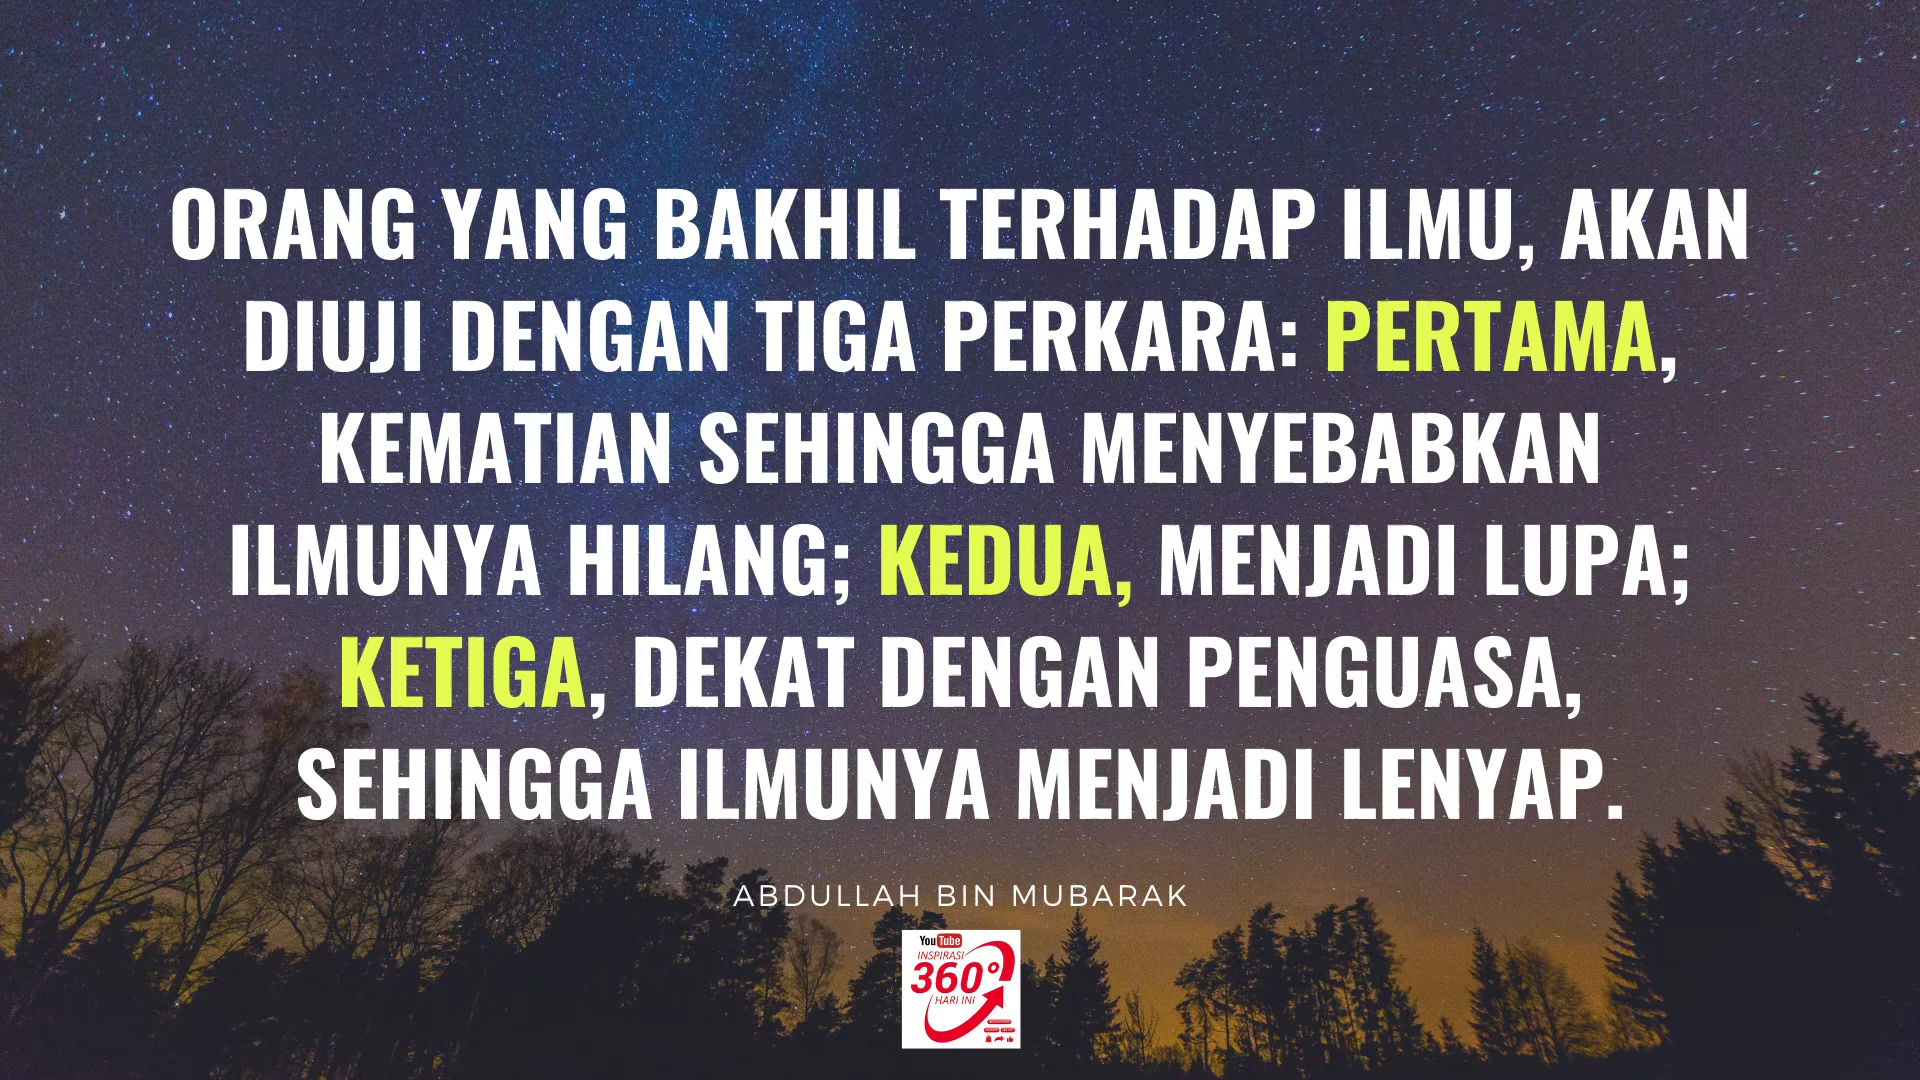 ORANG YANG BAKHIL TERHADAP ILMU, AKAN
DIUJI DENGAN TIGA PERKARA: PERTAMA,
KEMATIAN SEHINGGA MENYEBABKAN
ILMUNYA HILANG; KEDUA, MENJADI LUPA;
KETIGA, DEKAT DENGAN PENGUASA,
SEHINGGA ILMUNYA MENJADI LENYAP.
ABDULLAH BIN MUBARAK
YouTube
INSPIRASI
360°
HARI INI